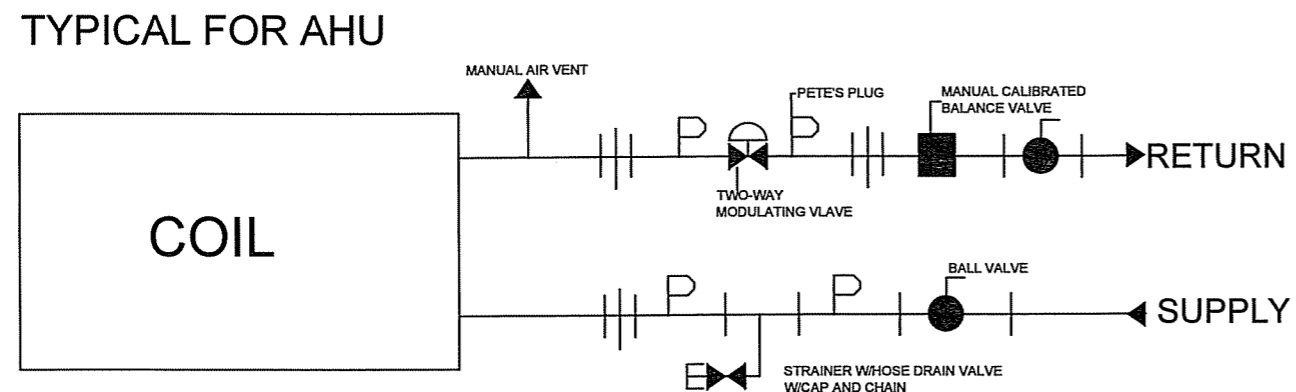 TYPICAL FOR AHU
MANUAL AIR VENT
PETE'S PLUG
MANUAL CALIBRATED
BALANCE VALVE
RETURN
TWO-WAY
MODULATING VLAVE
COIL
BALL VALVE
SUPPLY
STRAINER W/HOSE DRAIN VALVE
W/CAP AND CHAIN